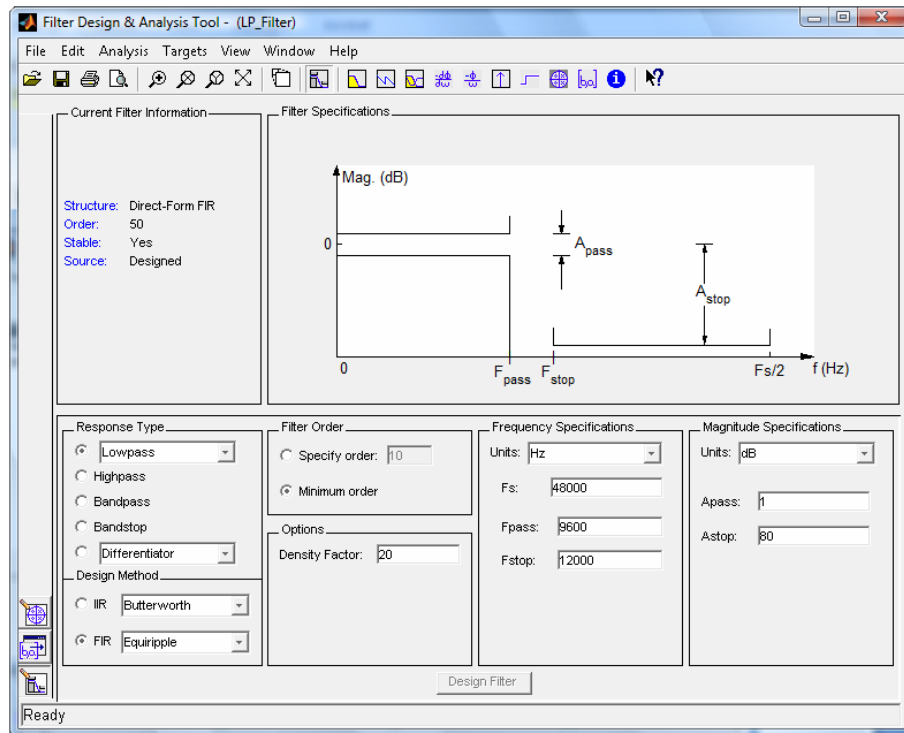 Filter Design & Analysis Tool - (LP_Filter)
File Edit Analysis Targets View Window Help
Current Filter Information
Structure: Direct-Form FIR
Order: 50
Stable: Yes
Source: Designed
Filter Specifications
Mag. (dB)
0
A pass
A stop
0
F pass
F stop
Fs/2
f (Hz)
Response Type
Lowpass
Highpass
Bandpass
Bandstop
Differentiator
Design Method
IIR Butterworth
FIR Equiripple
Filter Order
Specify order: 10
Minimum order
Options
Density Factor: 20
Frequency Specifications
Units: Hz
Fs: 48000
Fpass: 9600
Fstop: 12000
Magnitude Specifications
Units: dB
Apass: 1
Astop: 80
Design Filter
Ready